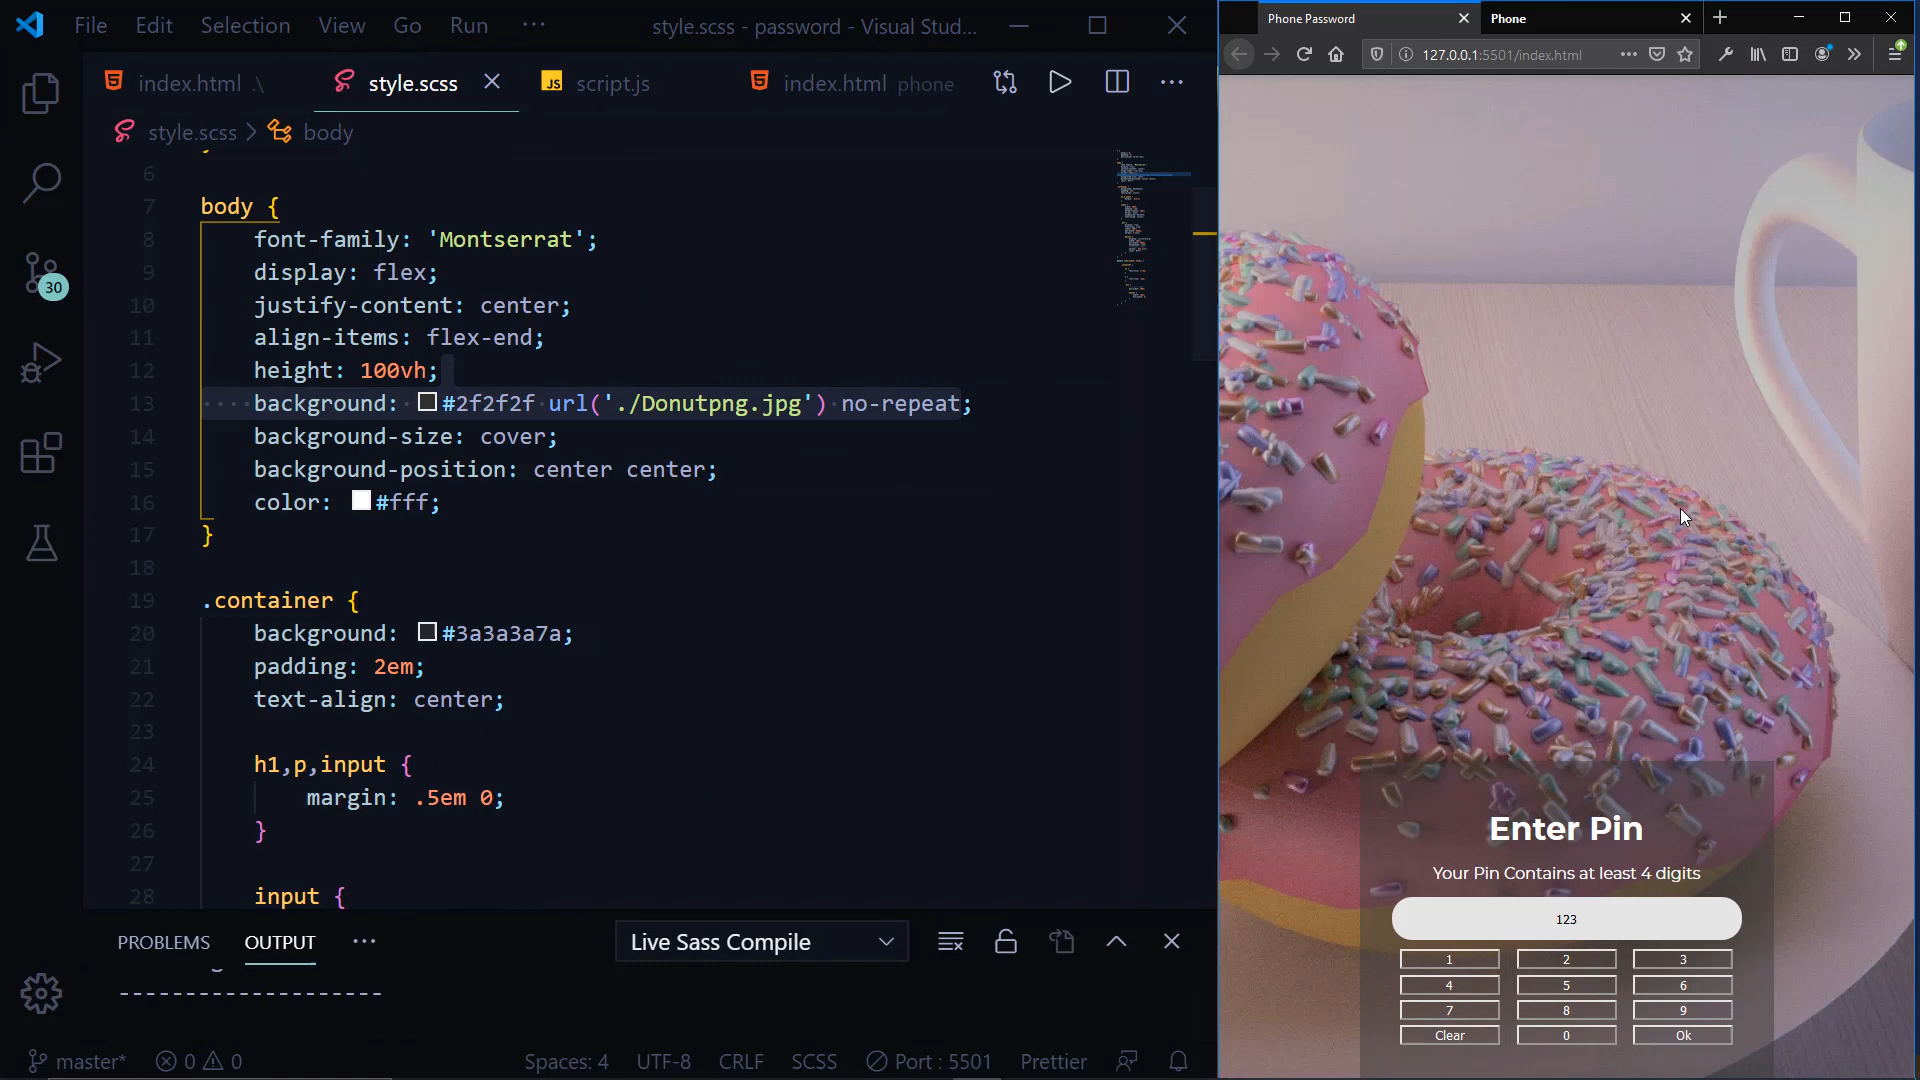 File Edit Selection View Go Run ··· style.scss - password - Visual Stud...
index.html .\ style.scss script.js index.html phone
style.scss > body
6
7 body {
8 font-family: 'Montserrat';
9 display: flex;
10 justify-content: center;
11 align-items: flex-end;
12 height: 100vh;
13 background: #2f2f2f url('./Donutpng.jpg') no-repeat;
14 background-size: cover;
15 background-position: center center;
16 color: #fff;
17 }
18
19 .container {
20 background: #3a3a3a7a;
21 padding: 2em;
22 text-align: center;
23
24 h1,p,input {
25 margin: .5em 0;
26 }
27
28 input {
30
PROBLEMS OUTPUT ··· Live Sass Compile
--------------------
master* 0 0 Spaces: 4 UTF-8 CRLF SCSS Port : 5501 Prettier
Phone Password Phone
127.0.0.1:5501/index.html
Enter Pin
Your Pin Contains at least 4 digits
123
1 2 3
4 5 6
7 8 9
Clear 0 Ok